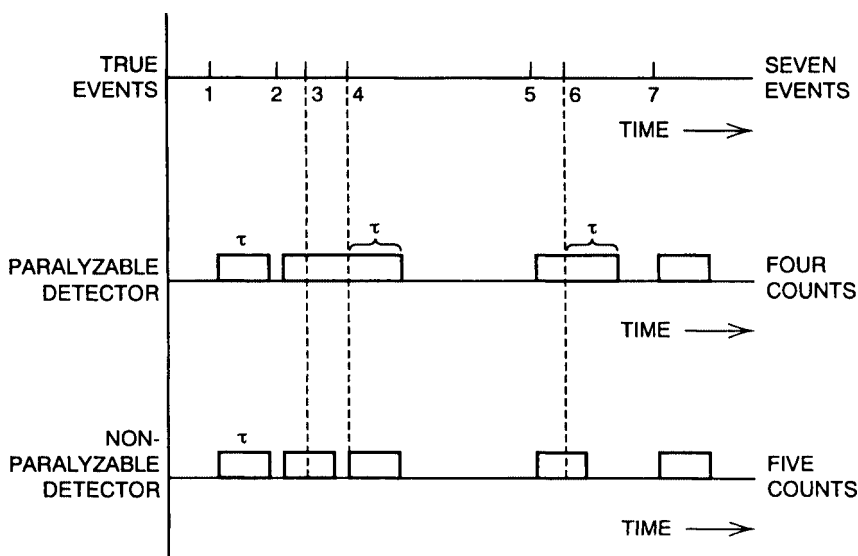 TRUE
EVENTS
1 2 3 4 5 6 7
SEVEN
EVENTS
TIME
PARALYZABLE
DETECTOR
τ τ τ
FOUR
COUNTS
TIME
NON-
PARALYZABLE
DETECTOR
τ
FIVE
COUNTS
TIME